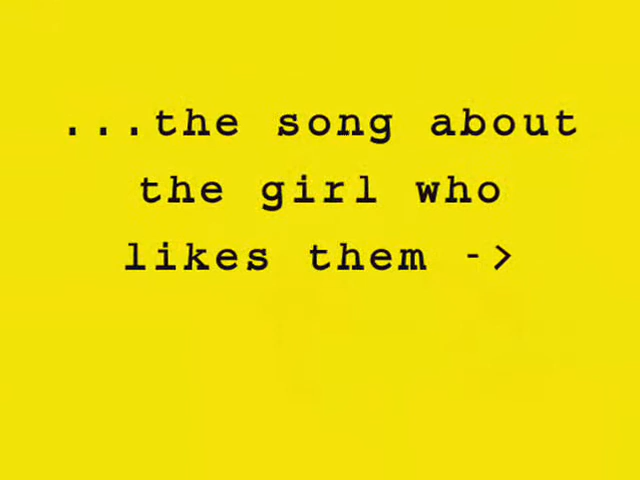 ...the song about
the girl who
likes them ->